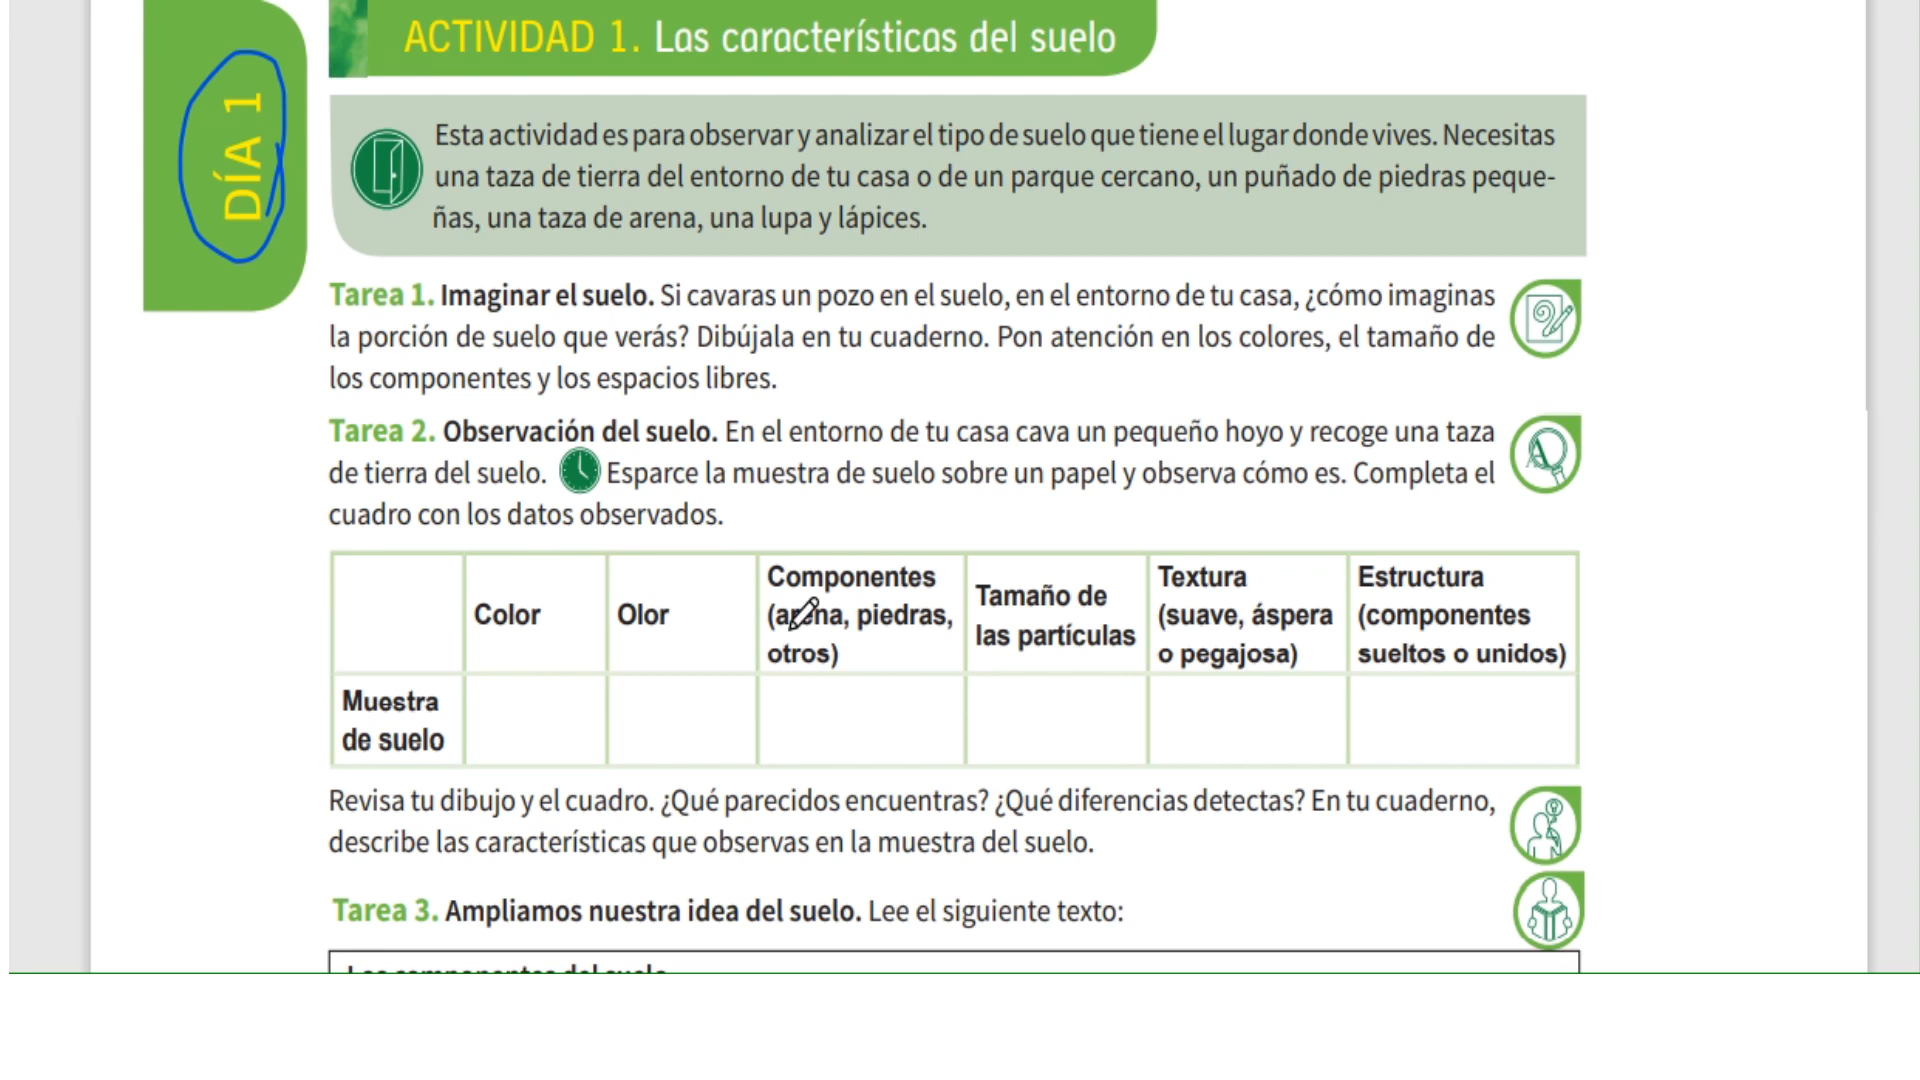 DÍA 1
ACTIVIDAD 1. Las características del suelo
Esta actividad es para observar y analizar el tipo de suelo que tiene el lugar donde vives. Necesitas
una taza de tierra del entorno de tu casa o de un parque cercano, un puñado de piedras peque-
ñas, una taza de arena, una lupa y lápices.
Tarea 1. Imaginar el suelo. Si cavaras un pozo en el suelo, en el entorno de tu casa, ¿cómo imaginas
la porción de suelo que verás? Dibújala en tu cuaderno. Pon atención en los colores, el tamaño de
los componentes y los espacios libres.
Tarea 2. Observación del suelo. En el entorno de tu casa cava un pequeño hoyo y recoge una taza
de tierra del suelo. Esparce la muestra de suelo sobre un papel y observa cómo es. Completa el
cuadro con los datos observados.
Color
Olor
Componentes
(arena, piedras,
otros)
Tamaño de
las partículas
Textura
(suave, áspera
o pegajosa)
Estructura
(componentes
sueltos o unidos)
Muestra
de suelo
Revisa tu dibujo y el cuadro. ¿Qué parecidos encuentras? ¿Qué diferencias detectas? En tu cuaderno,
describe las características que observas en la muestra del suelo.
Tarea 3. Ampliamos nuestra idea del suelo. Lee el siguiente texto:
Los componentes del suelo